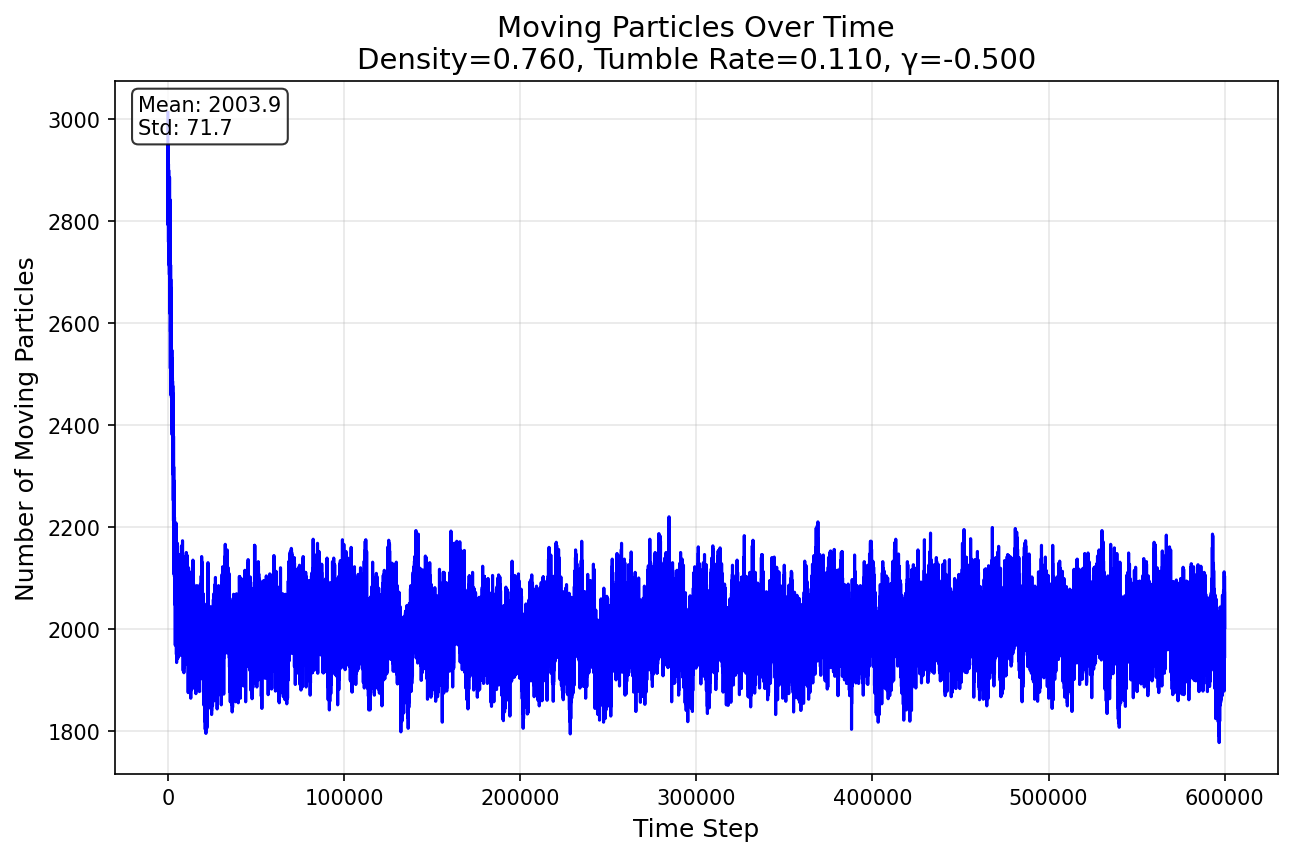 Moving Particles Over Time
Density=0.760, Tumble Rate=0.110, γ=-0.500
Mean: 2003.9
Std: 71.7
Number of Moving Particles
3000
2800
2600
2400
2200
2000
1800
0 100000 200000 300000 400000 500000 600000
Time Step